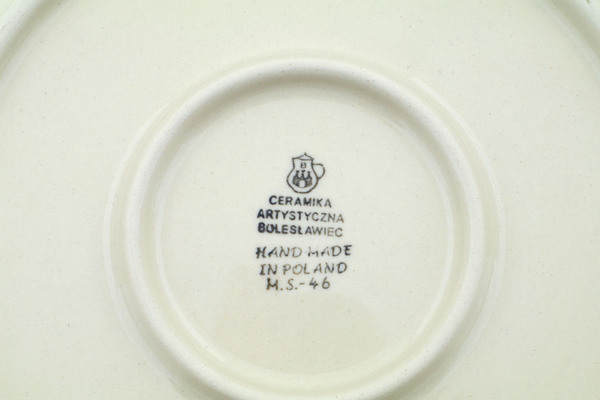 B
CERAMIKA
ARTYSTYCZNA
BOLESŁAWIEC
HAND MADE
IN POLAND
M.S.-46